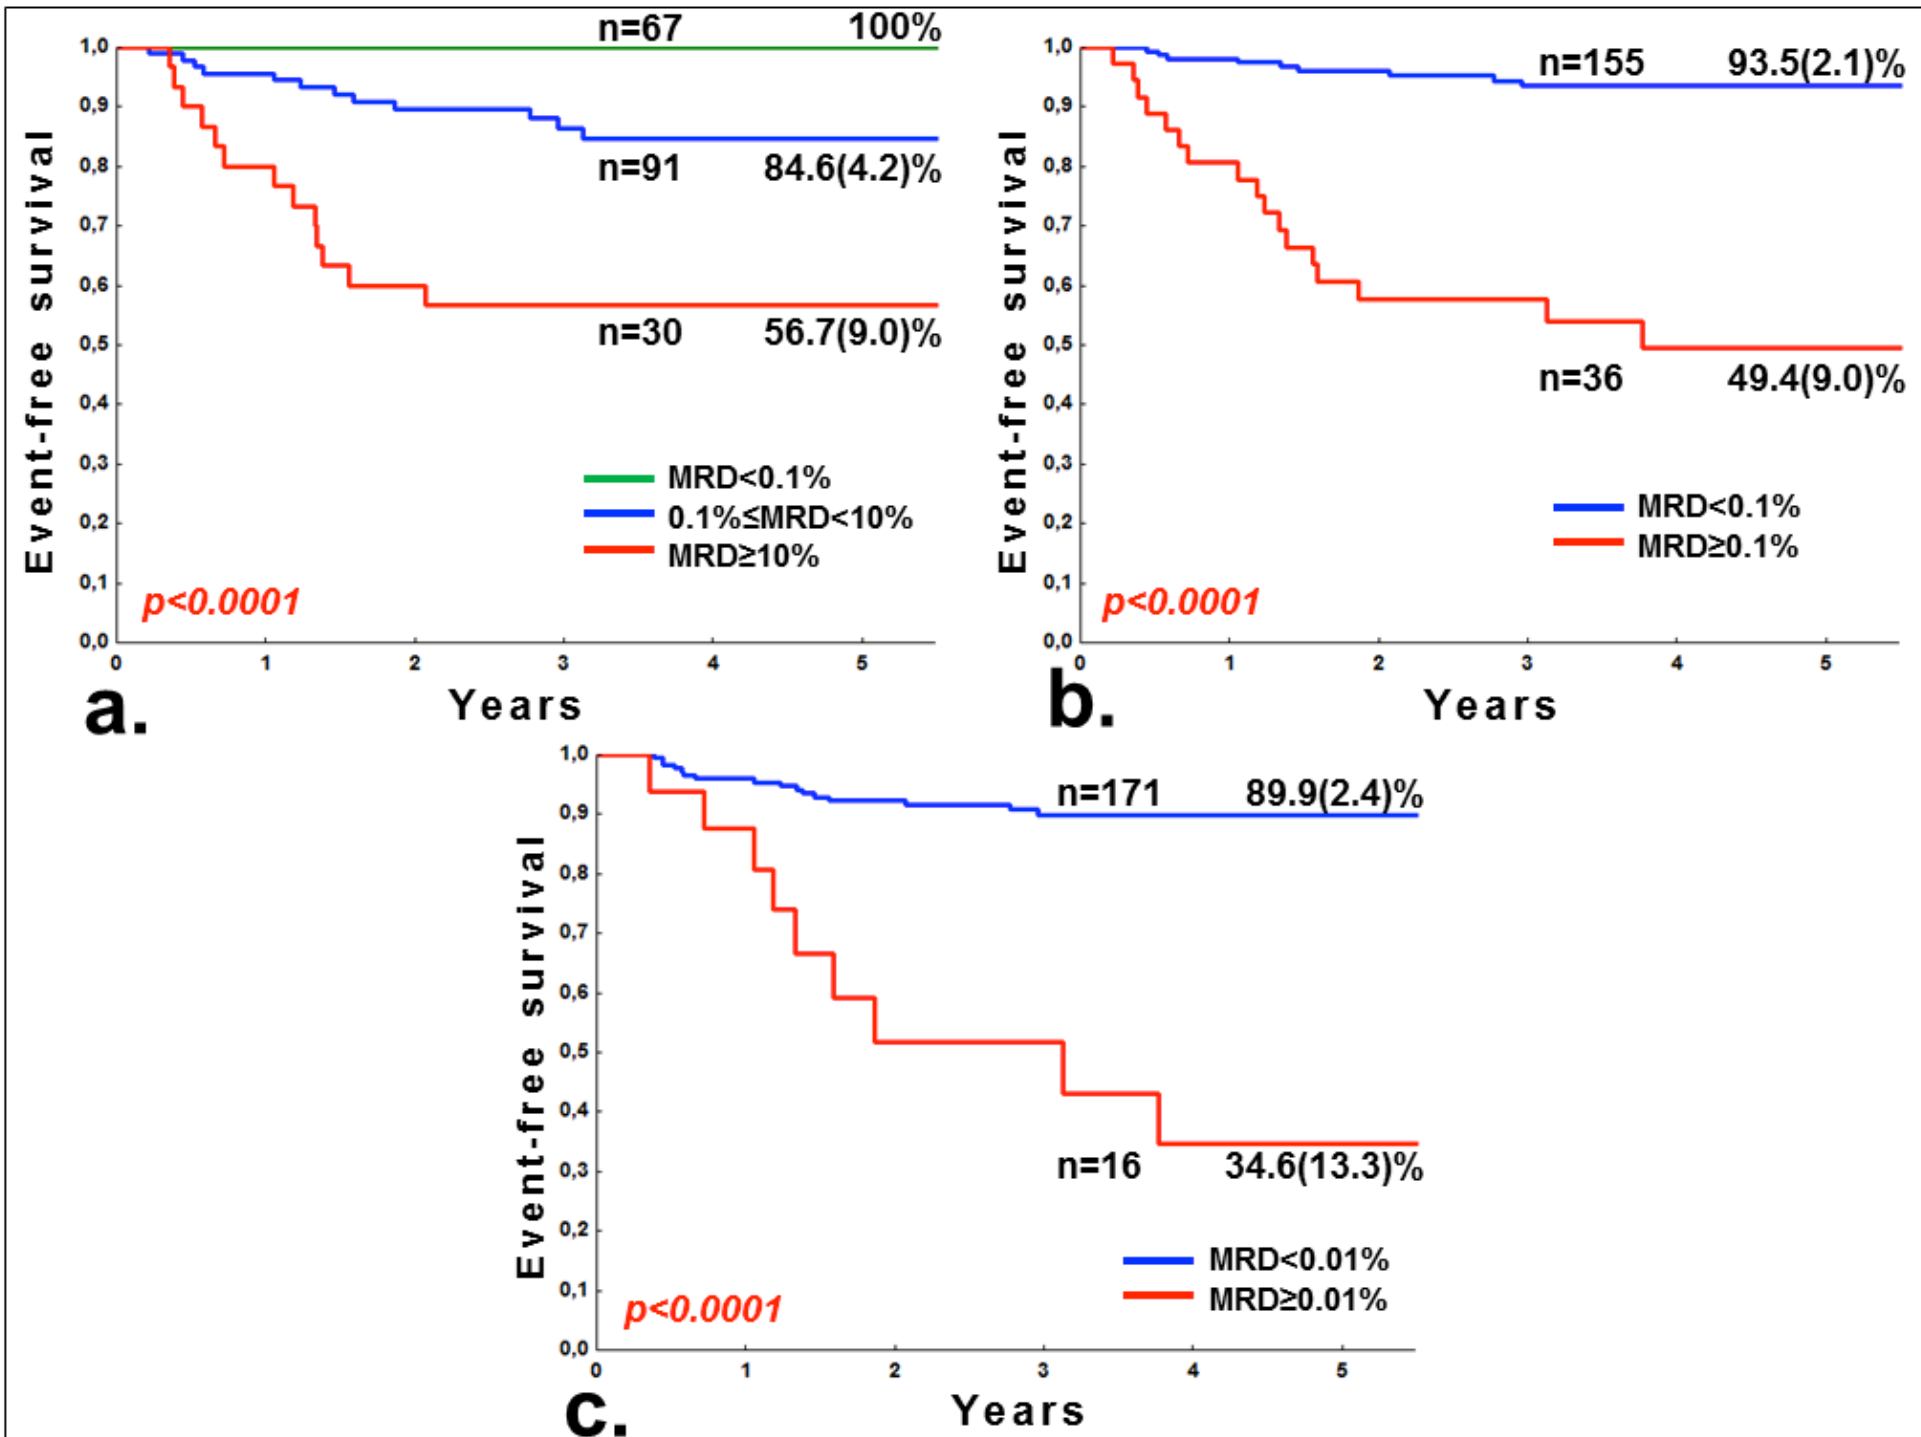 n=67 100%
1,0
0,9
0,8
0,7
0,6
0,5
0,4
0,3
0,2
0,1
0,0
Event-free survival
n=91 84.6(4.2)%
n=30 56.7(9.0)%
MRD<0.1%
0.1%≤MRD<10%
MRD≥10%
p<0.0001
0 1 2 3 4 5
a. Years
1,0
0,9
0,8
0,7
0,6
0,5
0,4
0,3
0,2
0,1
0,0
Event-free survival
n=155 93.5(2.1)%
n=36 49.4(9.0)%
MRD<0.1%
MRD≥0.1%
p<0.0001
0 1 2 3 4 5
b. Years
1,0
0,9
0,8
0,7
0,6
0,5
0,4
0,3
0,2
0,1
0,0
Event-free survival
n=171 89.9(2.4)%
n=16 34.6(13.3)%
MRD<0.01%
MRD≥0.01%
p<0.0001
0 1 2 3 4 5
c. Years